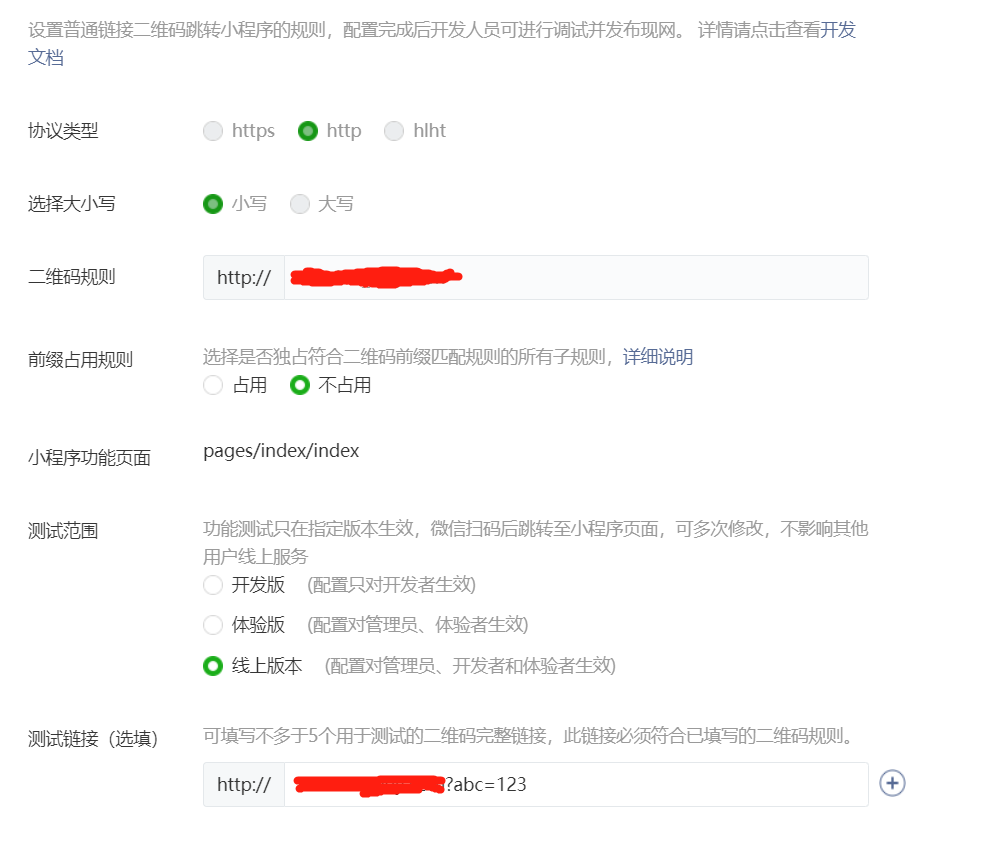 设置普通链接二维码跳转小程序的规则，配置完成后开发人员可进行调试并发布现网。 详情请点击查看开发
文档
协议类型 https http hlht
选择大小写 小写 大写
二维码规则 http://
前缀占用规则 选择是否独占符合二维码前缀匹配规则的所有子规则，详细说明
占用 不占用
小程序功能页面 pages/index/index
测试范围 功能测试只在指定版本生效，微信扫码后跳转至小程序页面，可多次修改，不影响其他
用户线上服务
开发版 (配置只对开发者生效)
体验版 (配置对管理员、体验者生效)
线上版本 (配置对管理员、开发者和体验者生效)
测试链接（选填） 可填写不多于5个用于测试的二维码完整链接，此链接必须符合已填写的二维码规则。
http:// ?abc=123